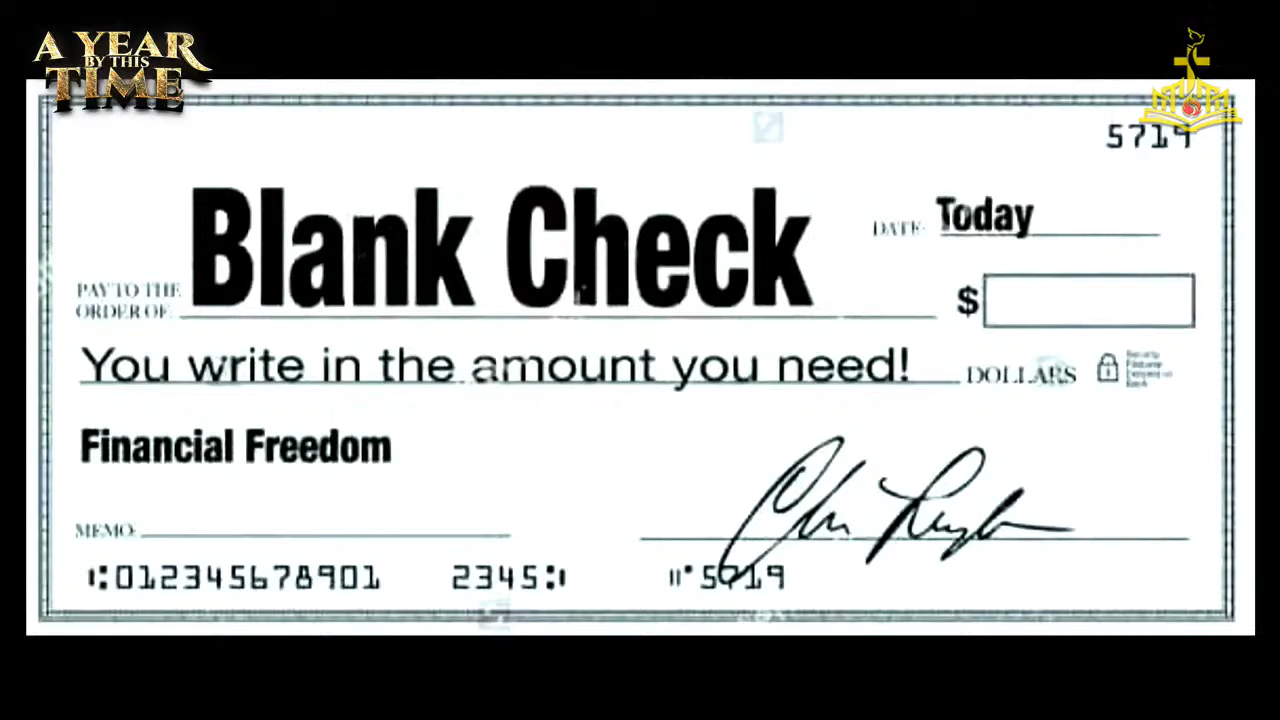 A YEAR
BY THIS
TIME
5719
Blank Check
DATE: Today
PAY TO THE
ORDER OF:
$
You write in the amount you need!
DOLLARS
Financial Freedom
MEMO:
012345678901 2345 5719